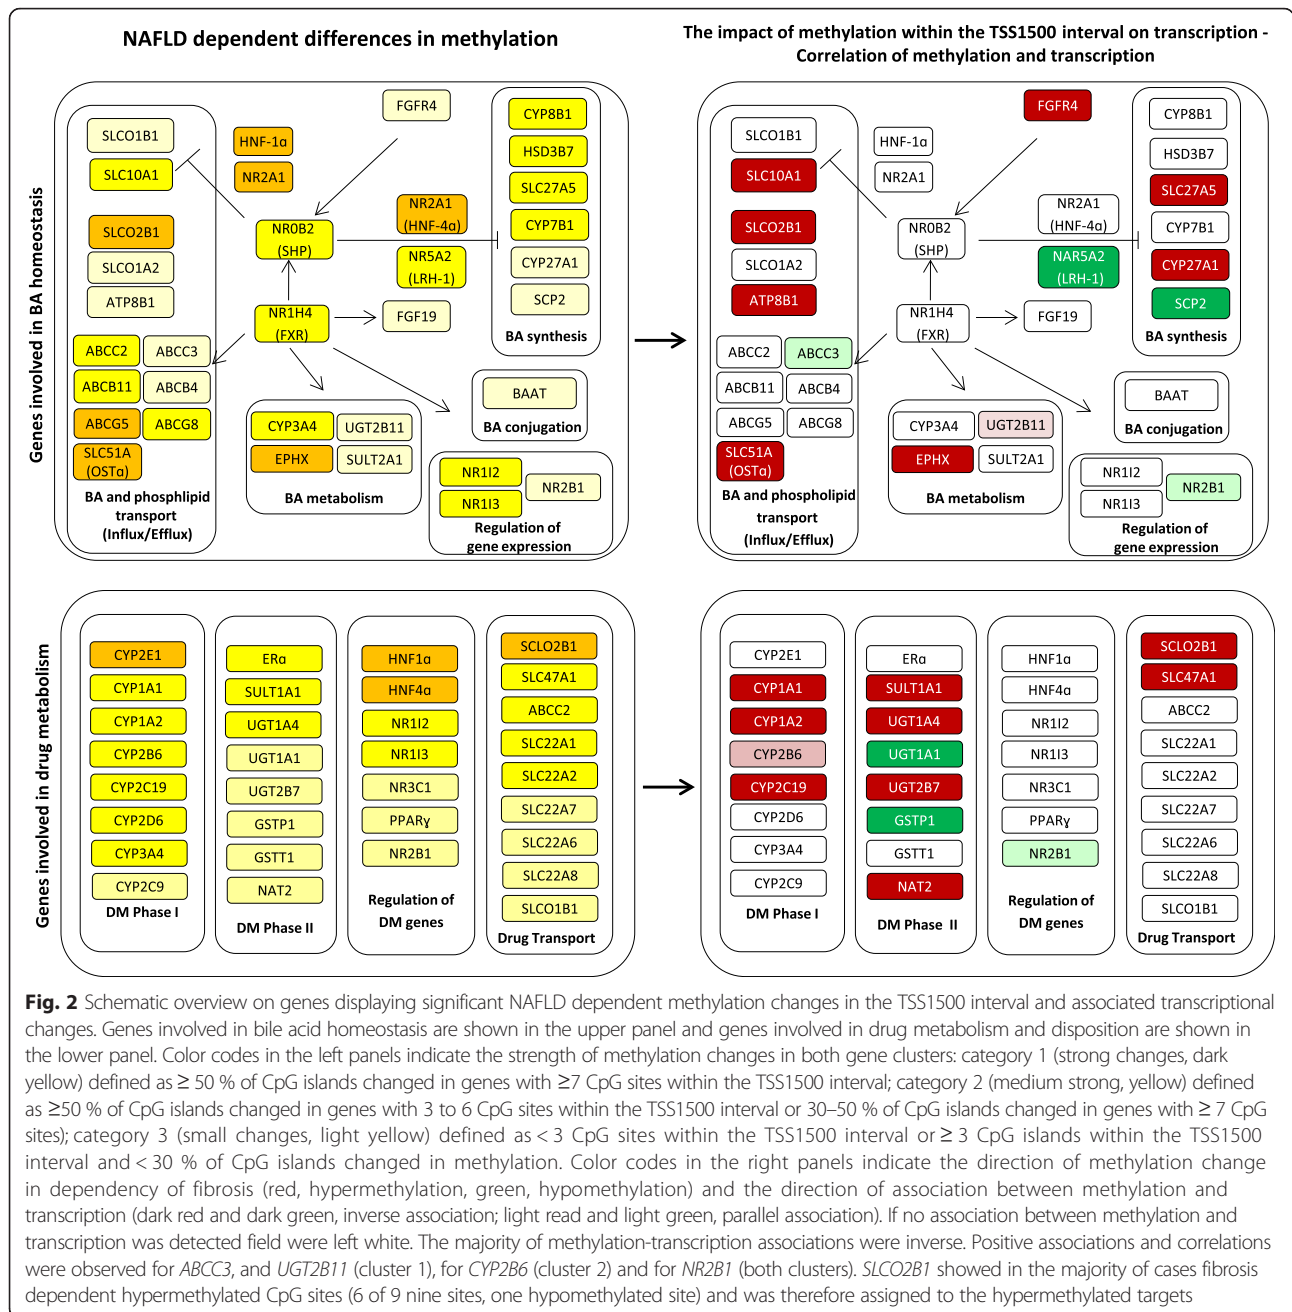 NAFLD dependent differences in methylation
The impact of methylation within the TSS1500 interval on transcription -
Correlation of methylation and transcription
Genes involved in BA homeostasis
SLCO1B1
SLC10A1
SLCO2B1
SLCO1A2
ATP8B1
ABCC2
ABCC3
ABCB11
ABCB4
ABCG5
ABCG8
SLC51A
(OSTα)
BA and phosphlipid
transport
(Influx/Efflux)
HNF-1α
NR2A1
FGFR4
NR0B2
(SHP)
NR2A1
(HNF-4α)
NR5A2
(LRH-1)
NR1H4
(FXR)
FGF19
CYP8B1
HSD3B7
SLC27A5
CYP7B1
CYP27A1
SCP2
BA synthesis
BAAT
BA conjugation
CYP3A4
UGT2B11
EPHX
SULT2A1
BA metabolism
NR1I2
NR1I3
NR2B1
Regulation of
gene expression
SLCO1B1
SLC10A1
SLCO2B1
SLCO1A2
ATP8B1
ABCC2
ABCC3
ABCB11
ABCB4
ABCG5
ABCG8
SLC51A
(OSTα)
BA and phospholipid
transport
(Influx/Efflux)
HNF-1α
NR2A1
FGFR4
NR0B2
(SHP)
NR2A1
(HNF-4α)
NAR5A2
(LRH-1)
NR1H4
(FXR)
FGF19
CYP8B1
HSD3B7
SLC27A5
CYP7B1
CYP27A1
SCP2
BA synthesis
BAAT
BA conjugation
CYP3A4
UGT2B11
EPHX
SULT2A1
BA metabolism
NR1I2
NR1I3
NR2B1
Regulation of
gene expression
Genes involved in drug metabolism
CYP2E1
CYP1A1
CYP1A2
CYP2B6
CYP2C19
CYP2D6
CYP3A4
CYP2C9
DM Phase I
ERα
SULT1A1
UGT1A4
UGT1A1
UGT2B7
GSTP1
GSTT1
NAT2
DM Phase II
HNF1α
HNF4α
NR1I2
NR1I3
NR3C1
PPARɣ
NR2B1
Regulation of
DM genes
SCLO2B1
SLC47A1
ABCC2
SLC22A1
SLC22A2
SLC22A7
SLC22A6
SLC22A8
SLCO1B1
Drug Transport
CYP2E1
CYP1A1
CYP1A2
CYP2B6
CYP2C19
CYP2D6
CYP3A4
CYP2C9
DM Phase I
ERα
SULT1A1
UGT1A4
UGT1A1
UGT2B7
GSTP1
GSTT1
NAT2
DM Phase II
HNF1α
HNF4α
NR1I2
NR1I3
NR3C1
PPARɣ
NR2B1
Regulation of
DM genes
SCLO2B1
SLC47A1
ABCC2
SLC22A1
SLC22A2
SLC22A7
SLC22A6
SLC22A8
SLCO1B1
Drug Transport
Fig. 2 Schematic overview on genes displaying significant NAFLD dependent methylation changes in the TSS1500 interval and associated transcriptional
changes. Genes involved in bile acid homeostasis are shown in the upper panel and genes involved in drug metabolism and disposition are shown in
the lower panel. Color codes in the left panels indicate the strength of methylation changes in both gene clusters: category 1 (strong changes, dark
yellow) defined as ≥ 50 % of CpG islands changed in genes with ≥7 CpG sites within the TSS1500 interval; category 2 (medium strong, yellow) defined
as ≥50 % of CpG islands changed in genes with 3 to 6 CpG sites within the TSS1500 interval or 30–50 % of CpG islands changed in genes with ≥ 7 CpG
sites); category 3 (small changes, light yellow) defined as < 3 CpG sites within the TSS1500 interval or ≥ 3 CpG islands within the TSS1500
interval and < 30 % of CpG islands changed in methylation. Color codes in the right panels indicate the direction of methylation change
in dependency of fibrosis (red, hypermethylation, green, hypomethylation) and the direction of association between methylation and
transcription (dark red and dark green, inverse association; light read and light green, parallel association). If no association between methylation and
transcription was detected field were left white. The majority of methylation-transcription associations were inverse. Positive associations and correlations
were observed for ABCC3, and UGT2B11 (cluster 1), for CYP2B6 (cluster 2) and for NR2B1 (both clusters). SLCO2B1 showed in the majority of cases fibrosis
dependent hypermethylated CpG sites (6 of 9 nine sites, one hypomethylated site) and was therefore assigned to the hypermethylated targets